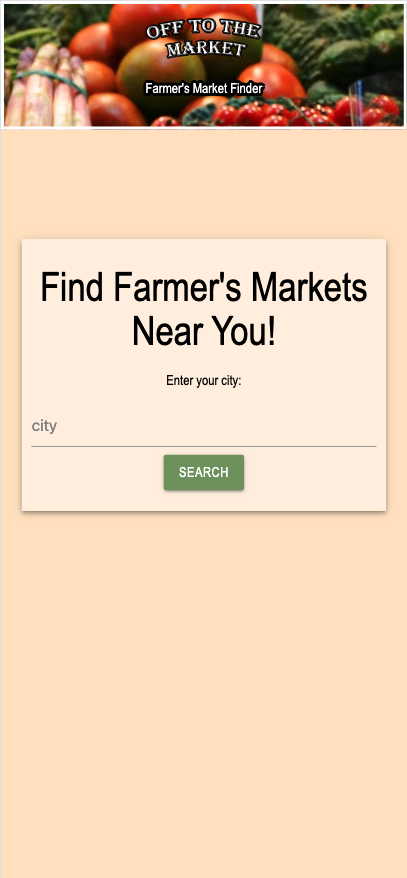 OFF TO THE
MARKET
Farmer's Market Finder
Find Farmer's Markets
Near You!
Enter your city:
city
SEARCH